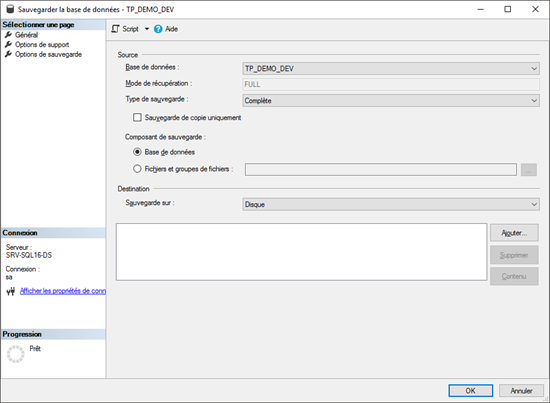 Sauvegarder la base de données - TP_DEMO_DEV
Sélectionner une page
Général
Options de support
Options de sauvegarde
Script
Aide
Source
Base de données :
TP_DEMO_DEV
Mode de récupération :
FULL
Type de sauvegarde :
Complète
Sauvegarde de copie uniquement
Composant de sauvegarde :
Base de données
Fichiers et groupes de fichiers :
...
Destination
Sauvegarde sur :
Disque
Ajouter...
Supprimer
Contenu
Connexion
Serveur :
SRV-SQL16-DS
Connexion :
sa
Afficher les propriétés de conn
Progression
Prêt
OK
Annuler